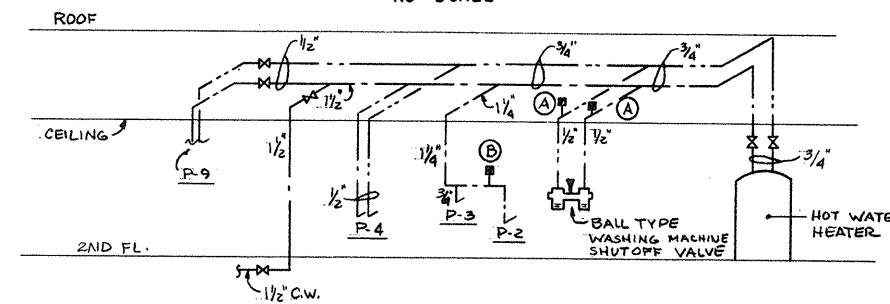 NO SCALE
ROOF
1/2"
3/4"
3/4"
1 1/2"
1 1/4
A
A
CEILING
1/2"
1/2"
P-9
1 1/2"
1 1/4"
B
3/4"
1/2"
3/4"
P-4
P-3
P-2
BALL TYPE
WASHING MACHINE
SHUTOFF VALVE
HOT WATE
HEATER
2ND FL.
1 1/2" C.W.